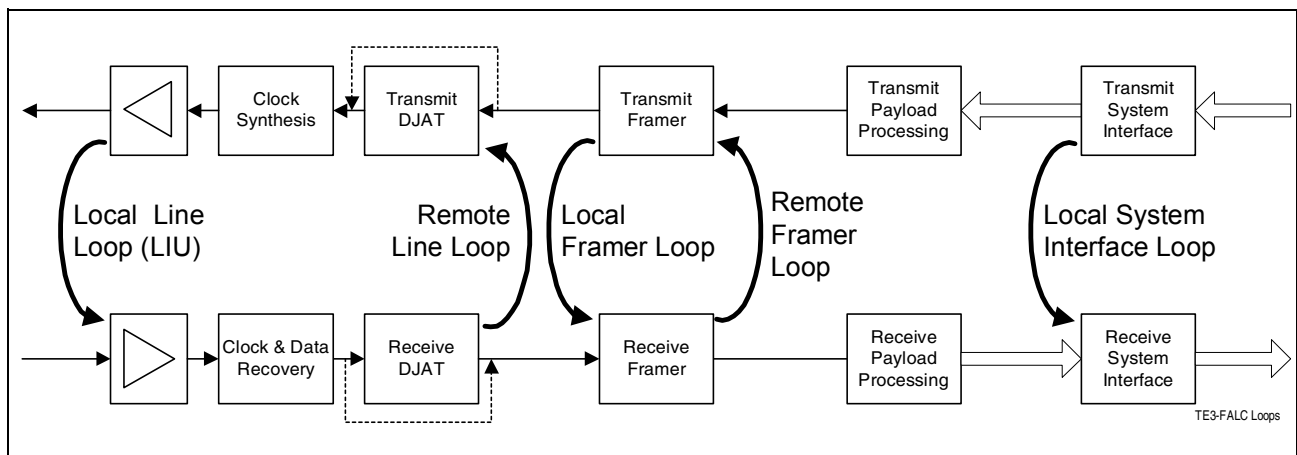 Clock
Synthesis
Transmit
DJAT
Transmit
Framer
Transmit
Payload
Processing
Transmit
System
Interface
Local Line
Loop (LIU)
Remote
Line Loop
Local
Framer Loop
Remote
Framer
Loop
Local System
Interface Loop
Clock & Data
Recovery
Receive
DJAT
Receive
Framer
Receive
Payload
Processing
Receive
System
Interface
TE3-FALC Loops